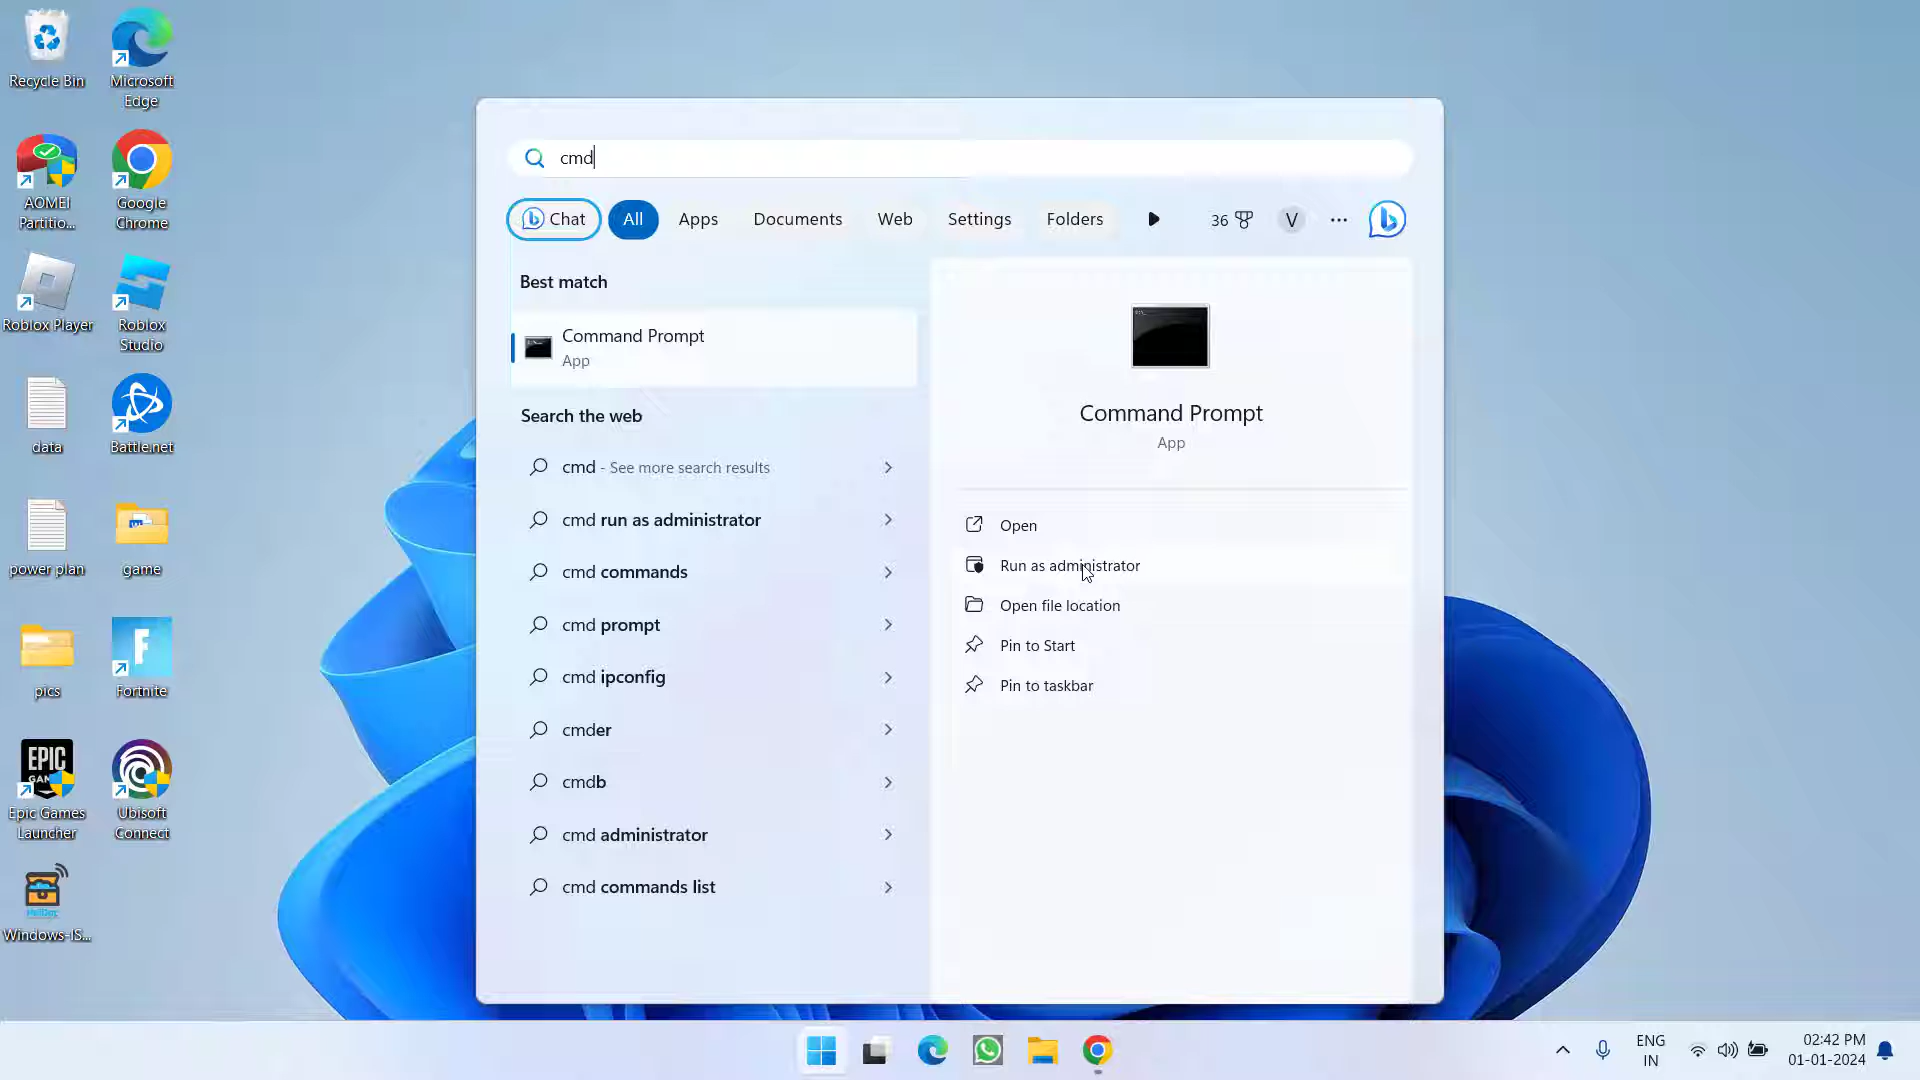 Recycle Bin
Microsoft
Edge
AOMEI
Partitio...
Google
Chrome
Roblox Player
Roblox
Studio
data
Battle.net
power plan
game
pics
F
Fortnite
EPIC
GAMES
Epic Games
Launcher
Ubisoft
Connect
HeiDoc
Windows-IS...
cmd
Chat
All
Apps
Documents
Web
Settings
Folders
36
V
Best match
Command Prompt
App
Search the web
cmd - See more search results
cmd run as administrator
cmd commands
cmd prompt
cmd ipconfig
cmder
cmdb
cmd administrator
cmd commands list
Command Prompt
App
Open
Run as administrator
Open file location
Pin to Start
Pin to taskbar
ENG
IN
02:42 PM
01-01-2024